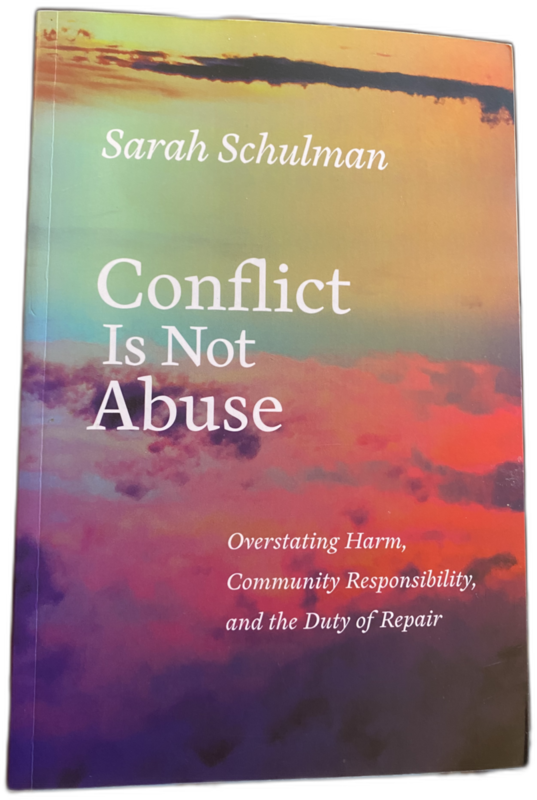 Sarah Schulman
Conflict
Is Not
Abuse
Overstating Harm,
Community Responsibility,
and the Duty of Repair